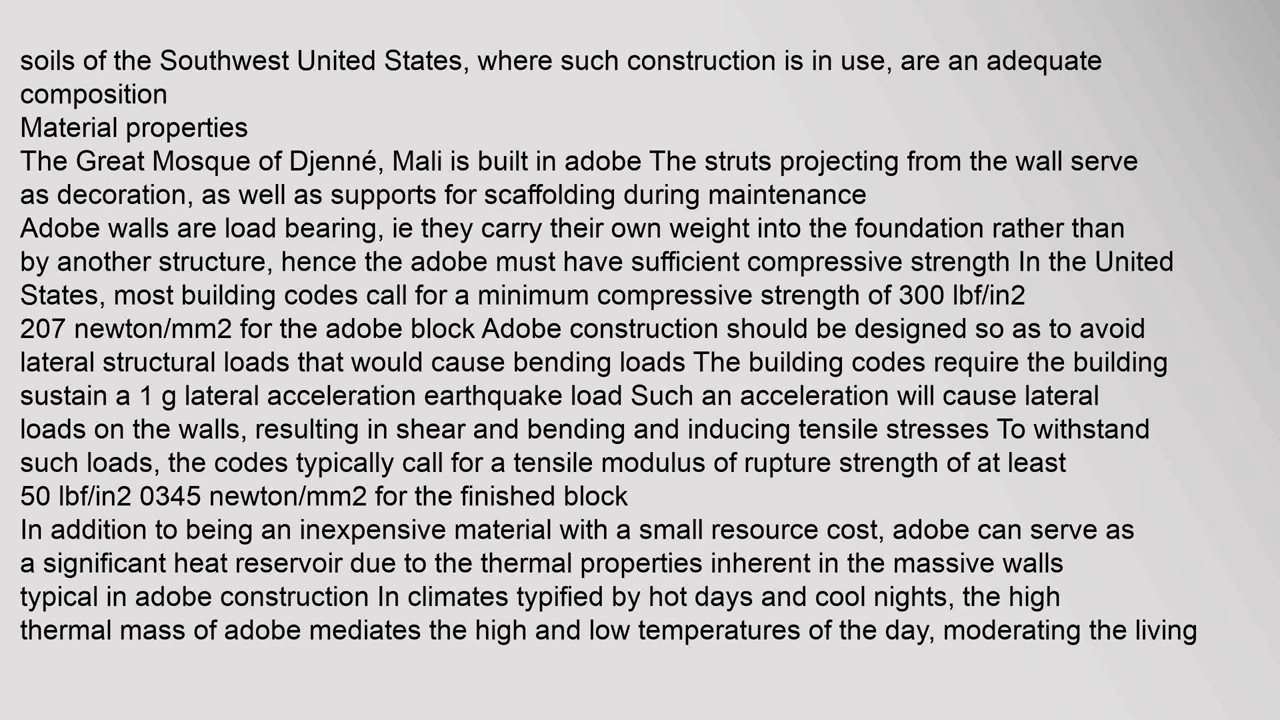 soils of the Southwest United States, where such construction is in use, are an adequate
composition
Material properties
The Great Mosque of Djenné, Mali is built in adobe The struts projecting from the wall serve
as decoration, as well as supports for scaffolding during maintenance
Adobe walls are load bearing, ie they carry their own weight into the foundation rather than
by another structure, hence the adobe must have sufficient compressive strength In the United
States, most building codes call for a minimum compressive strength of 300 lbf/in2
207 newton/mm2 for the adobe block Adobe construction should be designed so as to avoid
lateral structural loads that would cause bending loads The building codes require the building
sustain a 1 g lateral acceleration earthquake load Such an acceleration will cause lateral
loads on the walls, resulting in shear and bending and inducing tensile stresses To withstand
such loads, the codes typically call for a tensile modulus of rupture strength of at least
50 lbf/in2 0345 newton/mm2 for the finished block
In addition to being an inexpensive material with a small resource cost, adobe can serve as
a significant heat reservoir due to the thermal properties inherent in the massive walls
typical in adobe construction In climates typified by hot days and cool nights, the high
thermal mass of adobe mediates the high and low temperatures of the day, moderating the living